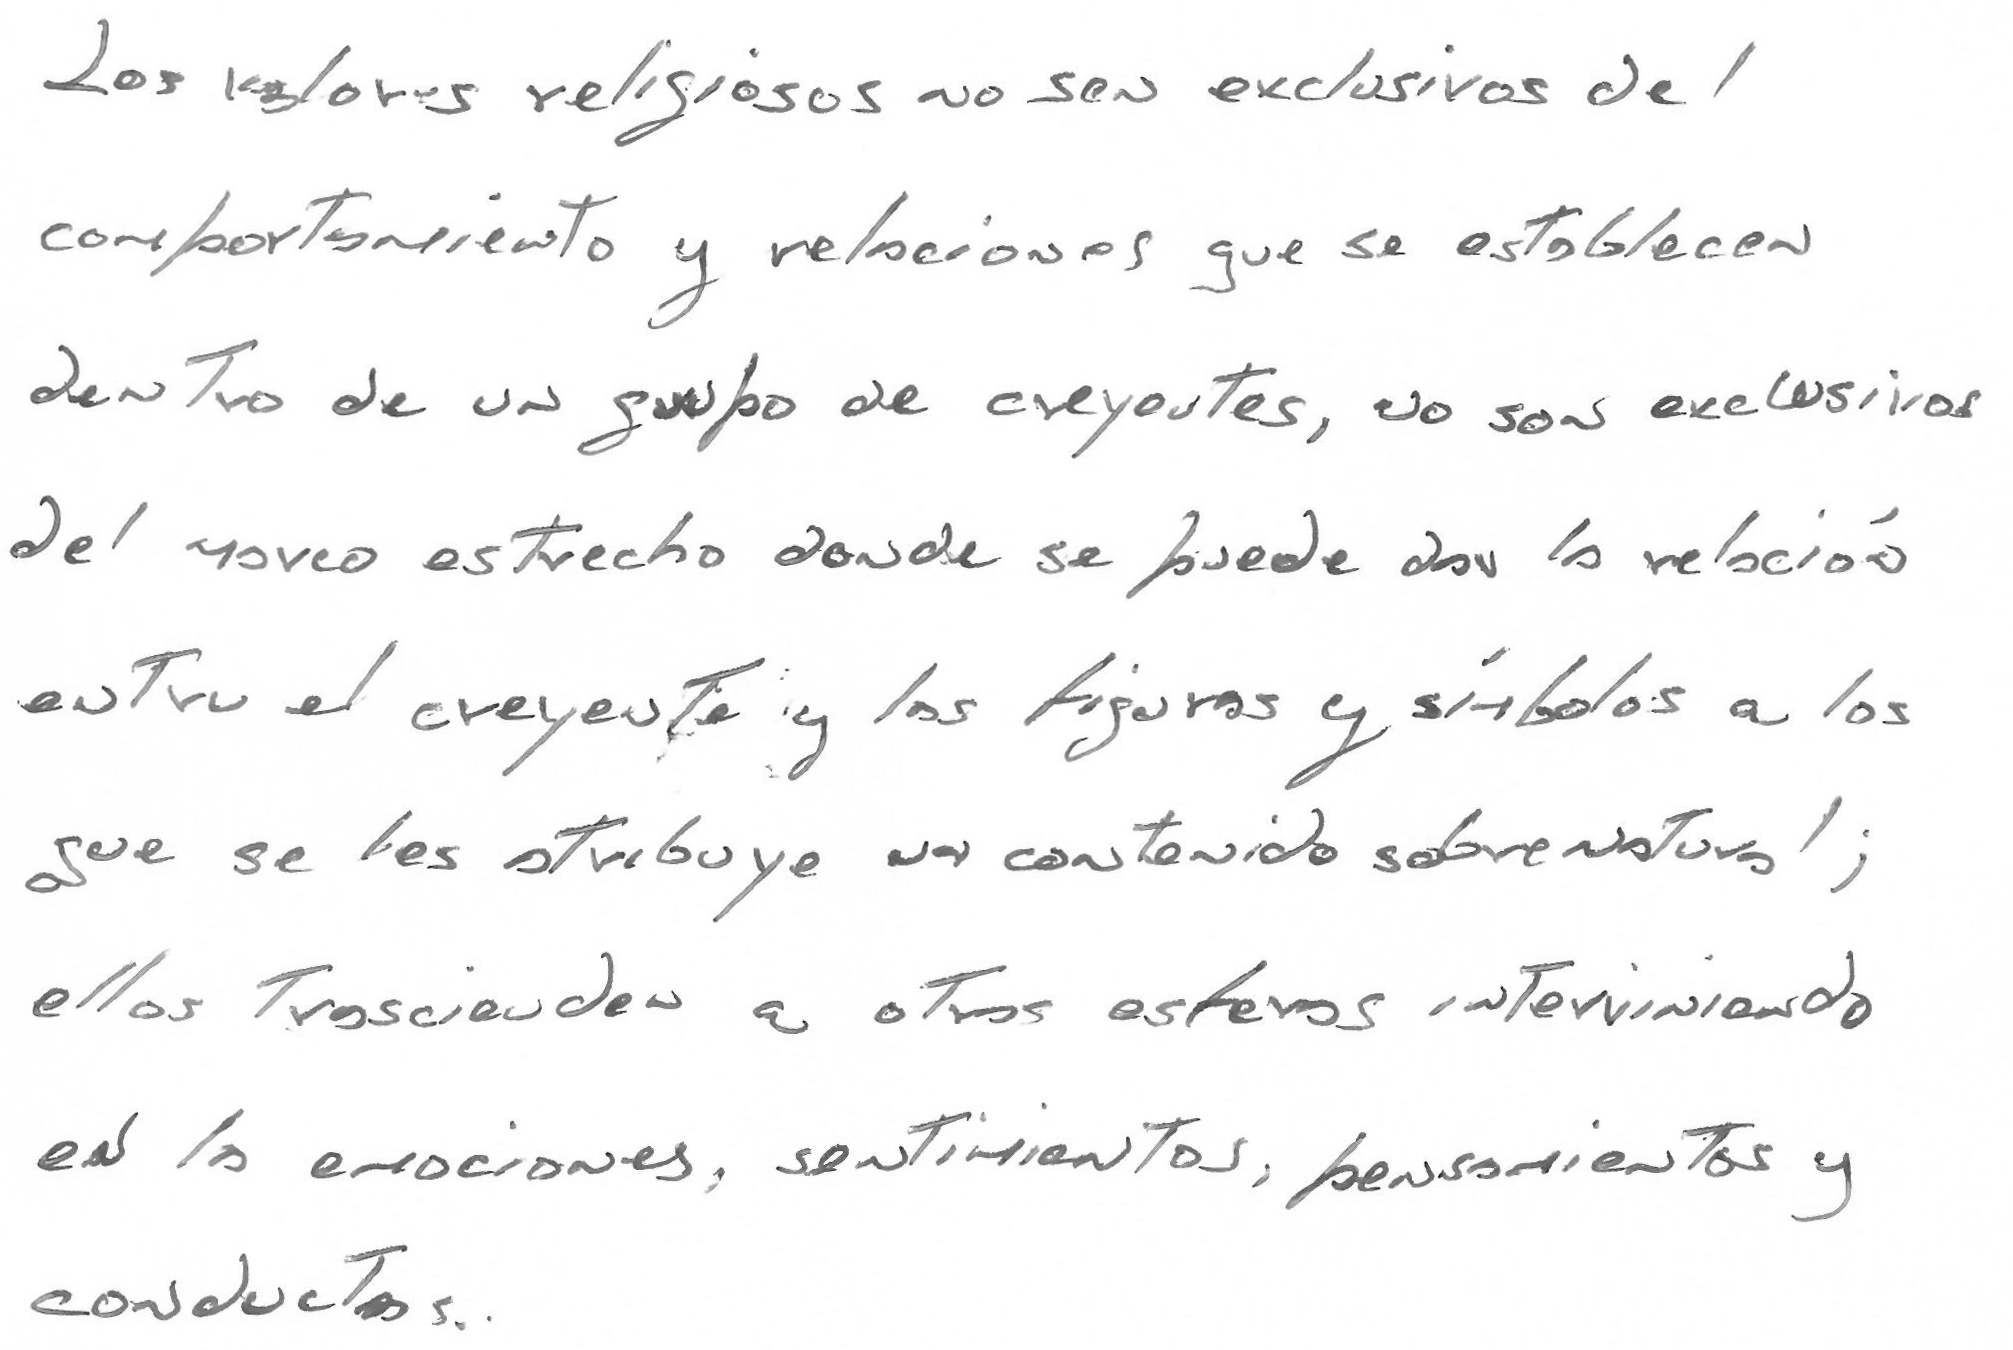 Los valores religiosos no son exclusivos del
comportamiento y relaciones que se establecen
dentro de un grupo de creyentes, no son exclusivos
del marco estrecho donde se puede dar la relación
entre el creyente y las figuras y símbolos a los
que se les atribuye un contenido sobrenatural;
ellos trascienden a otras esferas interviniendo
en la emociones, sentimientos, pensamientos y
conductas.